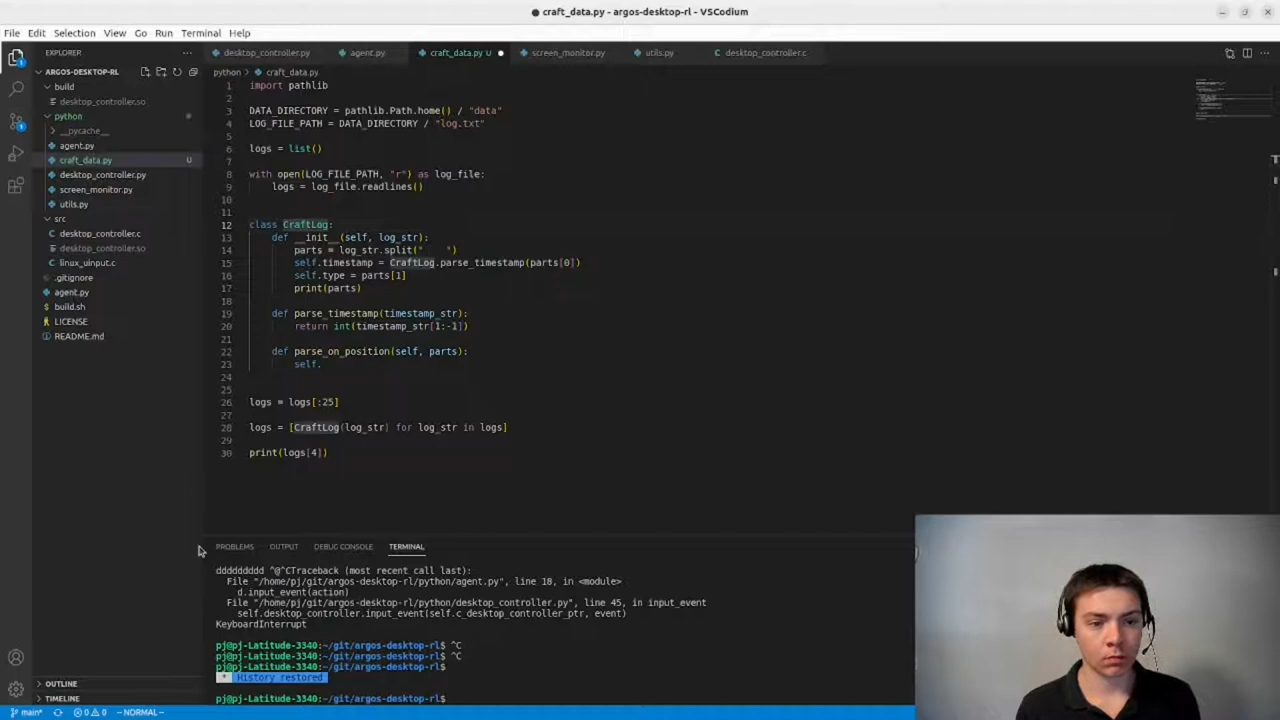 craft_data.py - argos-desktop-rl - VSCodium
File Edit Selection View Go Run Terminal Help
EXPLORER
desktop_controller.py agent.py craft_data.py U screen_monitor.py utils.py desktop_controller.c
ARGOS-DESKTOP-RL
python craft_data.py
build
desktop_controller.so
python
__pycache__
agent.py
craft_data.py U
desktop_controller.py
screen_monitor.py
utils.py
src
desktop_controller.c
desktop_controller.so
linux_uinput.c
.gitignore
agent.py
build.sh
LICENSE
README.md
1 import pathlib
2
3 DATA_DIRECTORY = pathlib.Path.home() / "data"
4 LOG_FILE_PATH = DATA_DIRECTORY / "log.txt"
5
6 logs = list()
7
8 with open(LOG_FILE_PATH, "r") as log_file:
9 logs = log_file.readlines()
10
11
12 class CraftLog:
13 def __init__(self, log_str):
14 parts = log_str.split("    ")
15 self.timestamp = CraftLog.parse_timestamp(parts[0])
16 self.type = parts[1]
17 print(parts)
18
19 def parse_timestamp(timestamp_str):
20 return int(timestamp_str[1:-1])
21
22 def parse_on_position(self, parts):
23 self.
24
25
26 logs = logs[:25]
27
28 logs = [CraftLog(log_str) for log_str in logs]
29
30 print(logs[4])
PROBLEMS OUTPUT DEBUG CONSOLE TERMINAL
ddddddddd ^@^CTraceback (most recent call last):
File "/home/pj/git/argos-desktop-rl/python/agent.py", line 18, in <module>
d.input_event(action)
File "/home/pj/git/argos-desktop-rl/python/desktop_controller.py", line 45, in input_event
self.desktop_controller.input_event(self.c_desktop_controller_ptr, event)
KeyboardInterrupt
pj@pj-Latitude-3340:~/git/argos-desktop-rl$ ^C
pj@pj-Latitude-3340:~/git/argos-desktop-rl$ ^C
pj@pj-Latitude-3340:~/git/argos-desktop-rl$
* History restored
pj@pj-Latitude-3340:~/git/argos-desktop-rl$
OUTLINE
TIMELINE
main* 0 0 -- NORMAL --